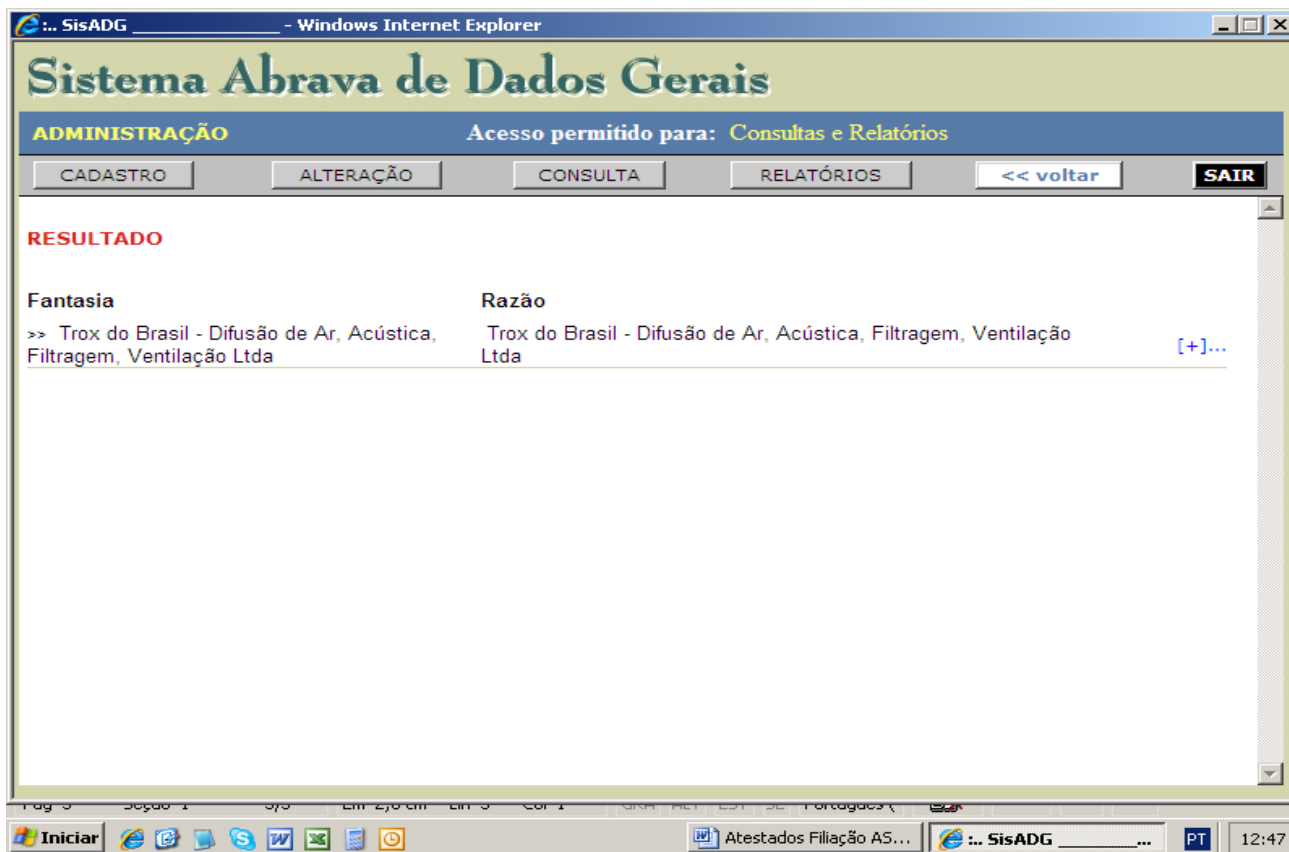 :.. SisADG ______________ - Windows Internet Explorer
Sistema Abrava de Dados Gerais
ADMINISTRAÇÃO Acesso permitido para: Consultas e Relatórios
CADASTRO ALTERAÇÃO CONSULTA RELATÓRIOS << voltar SAIR
RESULTADO
Fantasia Razão
>> Trox do Brasil - Difusão de Ar, Acústica, Trox do Brasil - Difusão de Ar, Acústica, Filtragem, Ventilação
Filtragem, Ventilação Ltda Ltda [+]...
Iniciar Atestados Filiação AS... :.. SisADG ________... PT 12:47